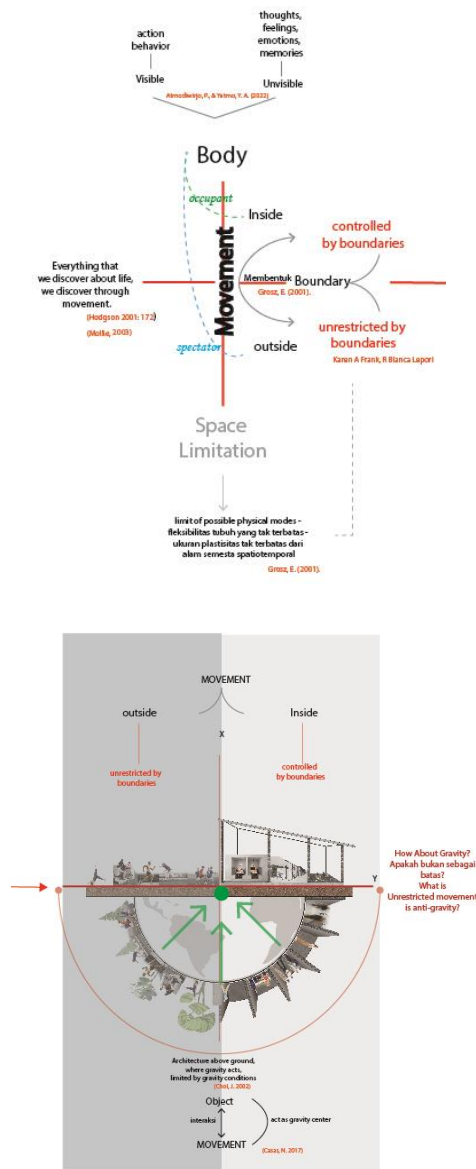 action
behavior
Visible
thoughts,
feelings,
emotions,
memories
Unvisible
Atmodiwirjo, P., & Yatmo, Y. A. (2022)
Body
occupant
Inside
Movement
controlled
by boundaries
Everything that
we discover about life,
we discover through
movement.
(Hodgson 2001: 172)
(Mollie, 2003)
Membentuk
Boundary
Grosz, E. (2001).
unrestricted by
boundaries
Karen A Frank, R Bianca Lepori
spectator
outside
Space
Limitation
limit of possible physical modes -
fleksibilitas tubuh yang tak terbatas -
ukuran plastisitas tak terbatas dari
alam semesta spatiotemporal
Grosz, E. (2001).
MOVEMENT
outside
Inside
X
unrestricted by
boundaries
controlled
by boundaries
How About Gravity?
Apakah bukan sebagai
batas?
What is
Unrestricted movement
is anti-gravity?
Y
Architecture above ground,
where gravity acts,
limited by gravity conditions
(Choi, J. 2002)
Object
interaksi
act as gravity center
MOVEMENT
(Casas, N. 2017)